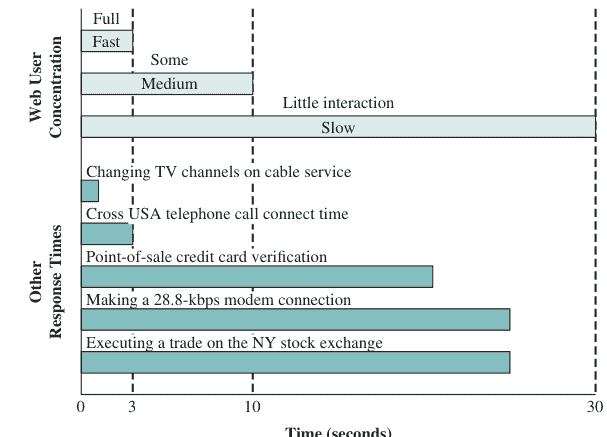 Full
Fast
Some
Medium
Little interaction
Slow
Web User
Concentration
Changing TV channels on cable service
Cross USA telephone call connect time
Point-of-sale credit card verification
Making a 28.8-kbps modem connection
Executing a trade on the NY stock exchange
Other
Response Times
0 3 10 30
Time (seconds)